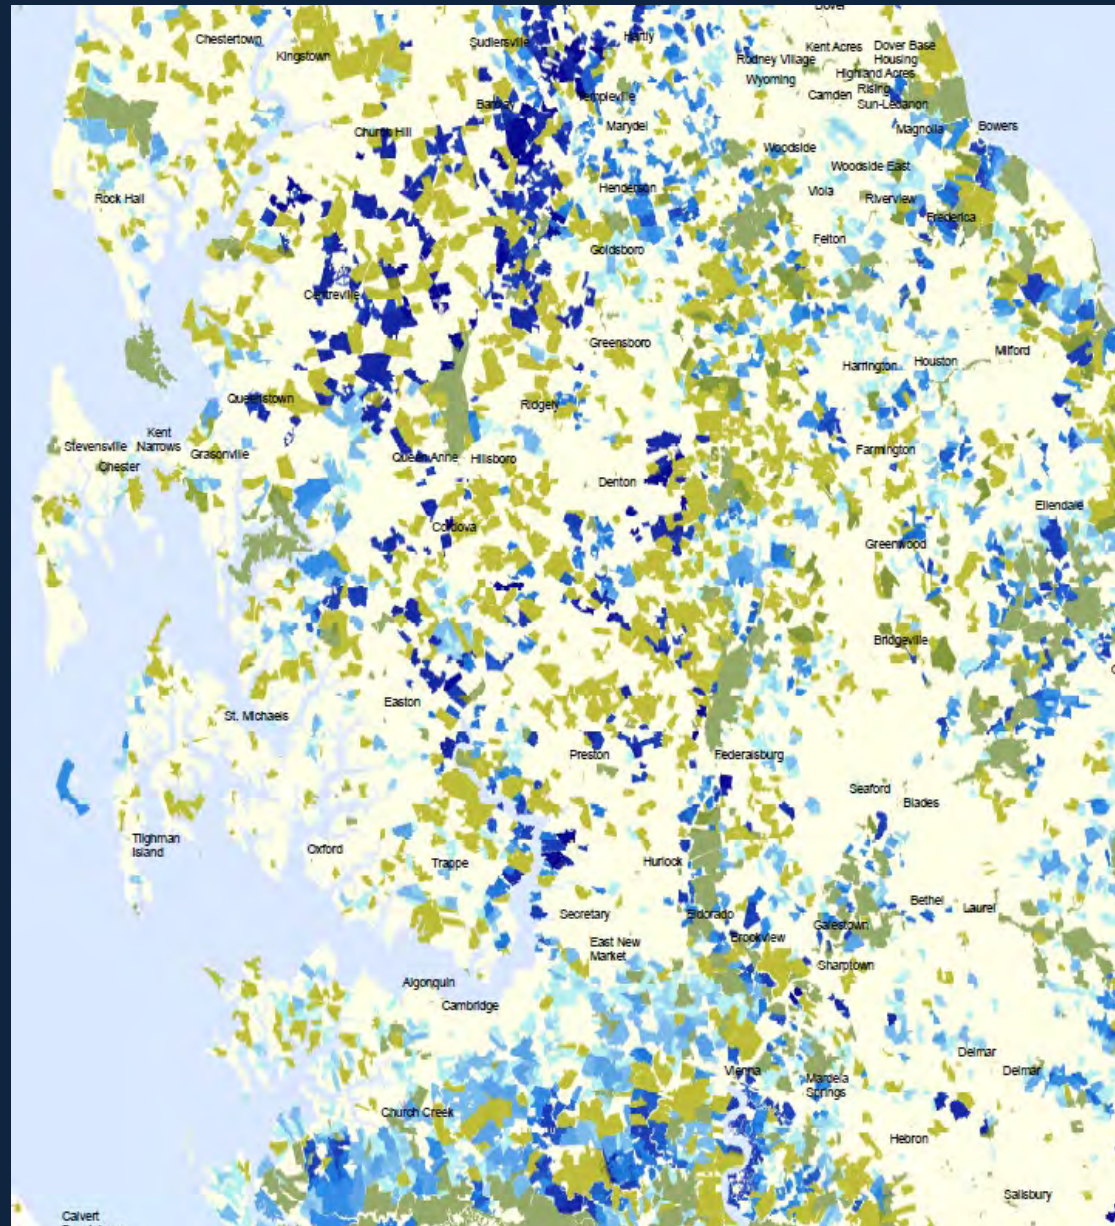 Dover
Chestertown
Sudlersville
Hartly
Kent Acres
Dover Base
Housing
Kingstown
Rodney Village
Highland Acres
Wyoming
Rising
Sun-Lebanon
Camden
Barclay
Templeville
Marydel
Magnolia
Bowers
Church Hill
Woodside
Woodside East
Henderson
Viola
Riverview
Rock Hall
Frederica
Felton
Goldsboro
Centreville
Greensboro
Milford
Harrington
Houston
Queenstown
Ridgely
Kent
Narrows
Stevensville
Grasonville
Chester
Queen Anne
Hillsboro
Farmington
Denton
Ellendale
Cordova
Greenwood
Bridgeville
Easton
St. Michaels
Preston
Federalsburg
Seaford
Blades
Tilghman
Island
Oxford
Trappe
Hurlock
Bethel
Laurel
Secretary
Eldorado
Galestown
Brookview
East New
Market
Sharptown
Algonquin
Cambridge
Delmar
Delmar
Vienna
Mardela
Springs
Church Creek
Hebron
Salisbury
Calvert